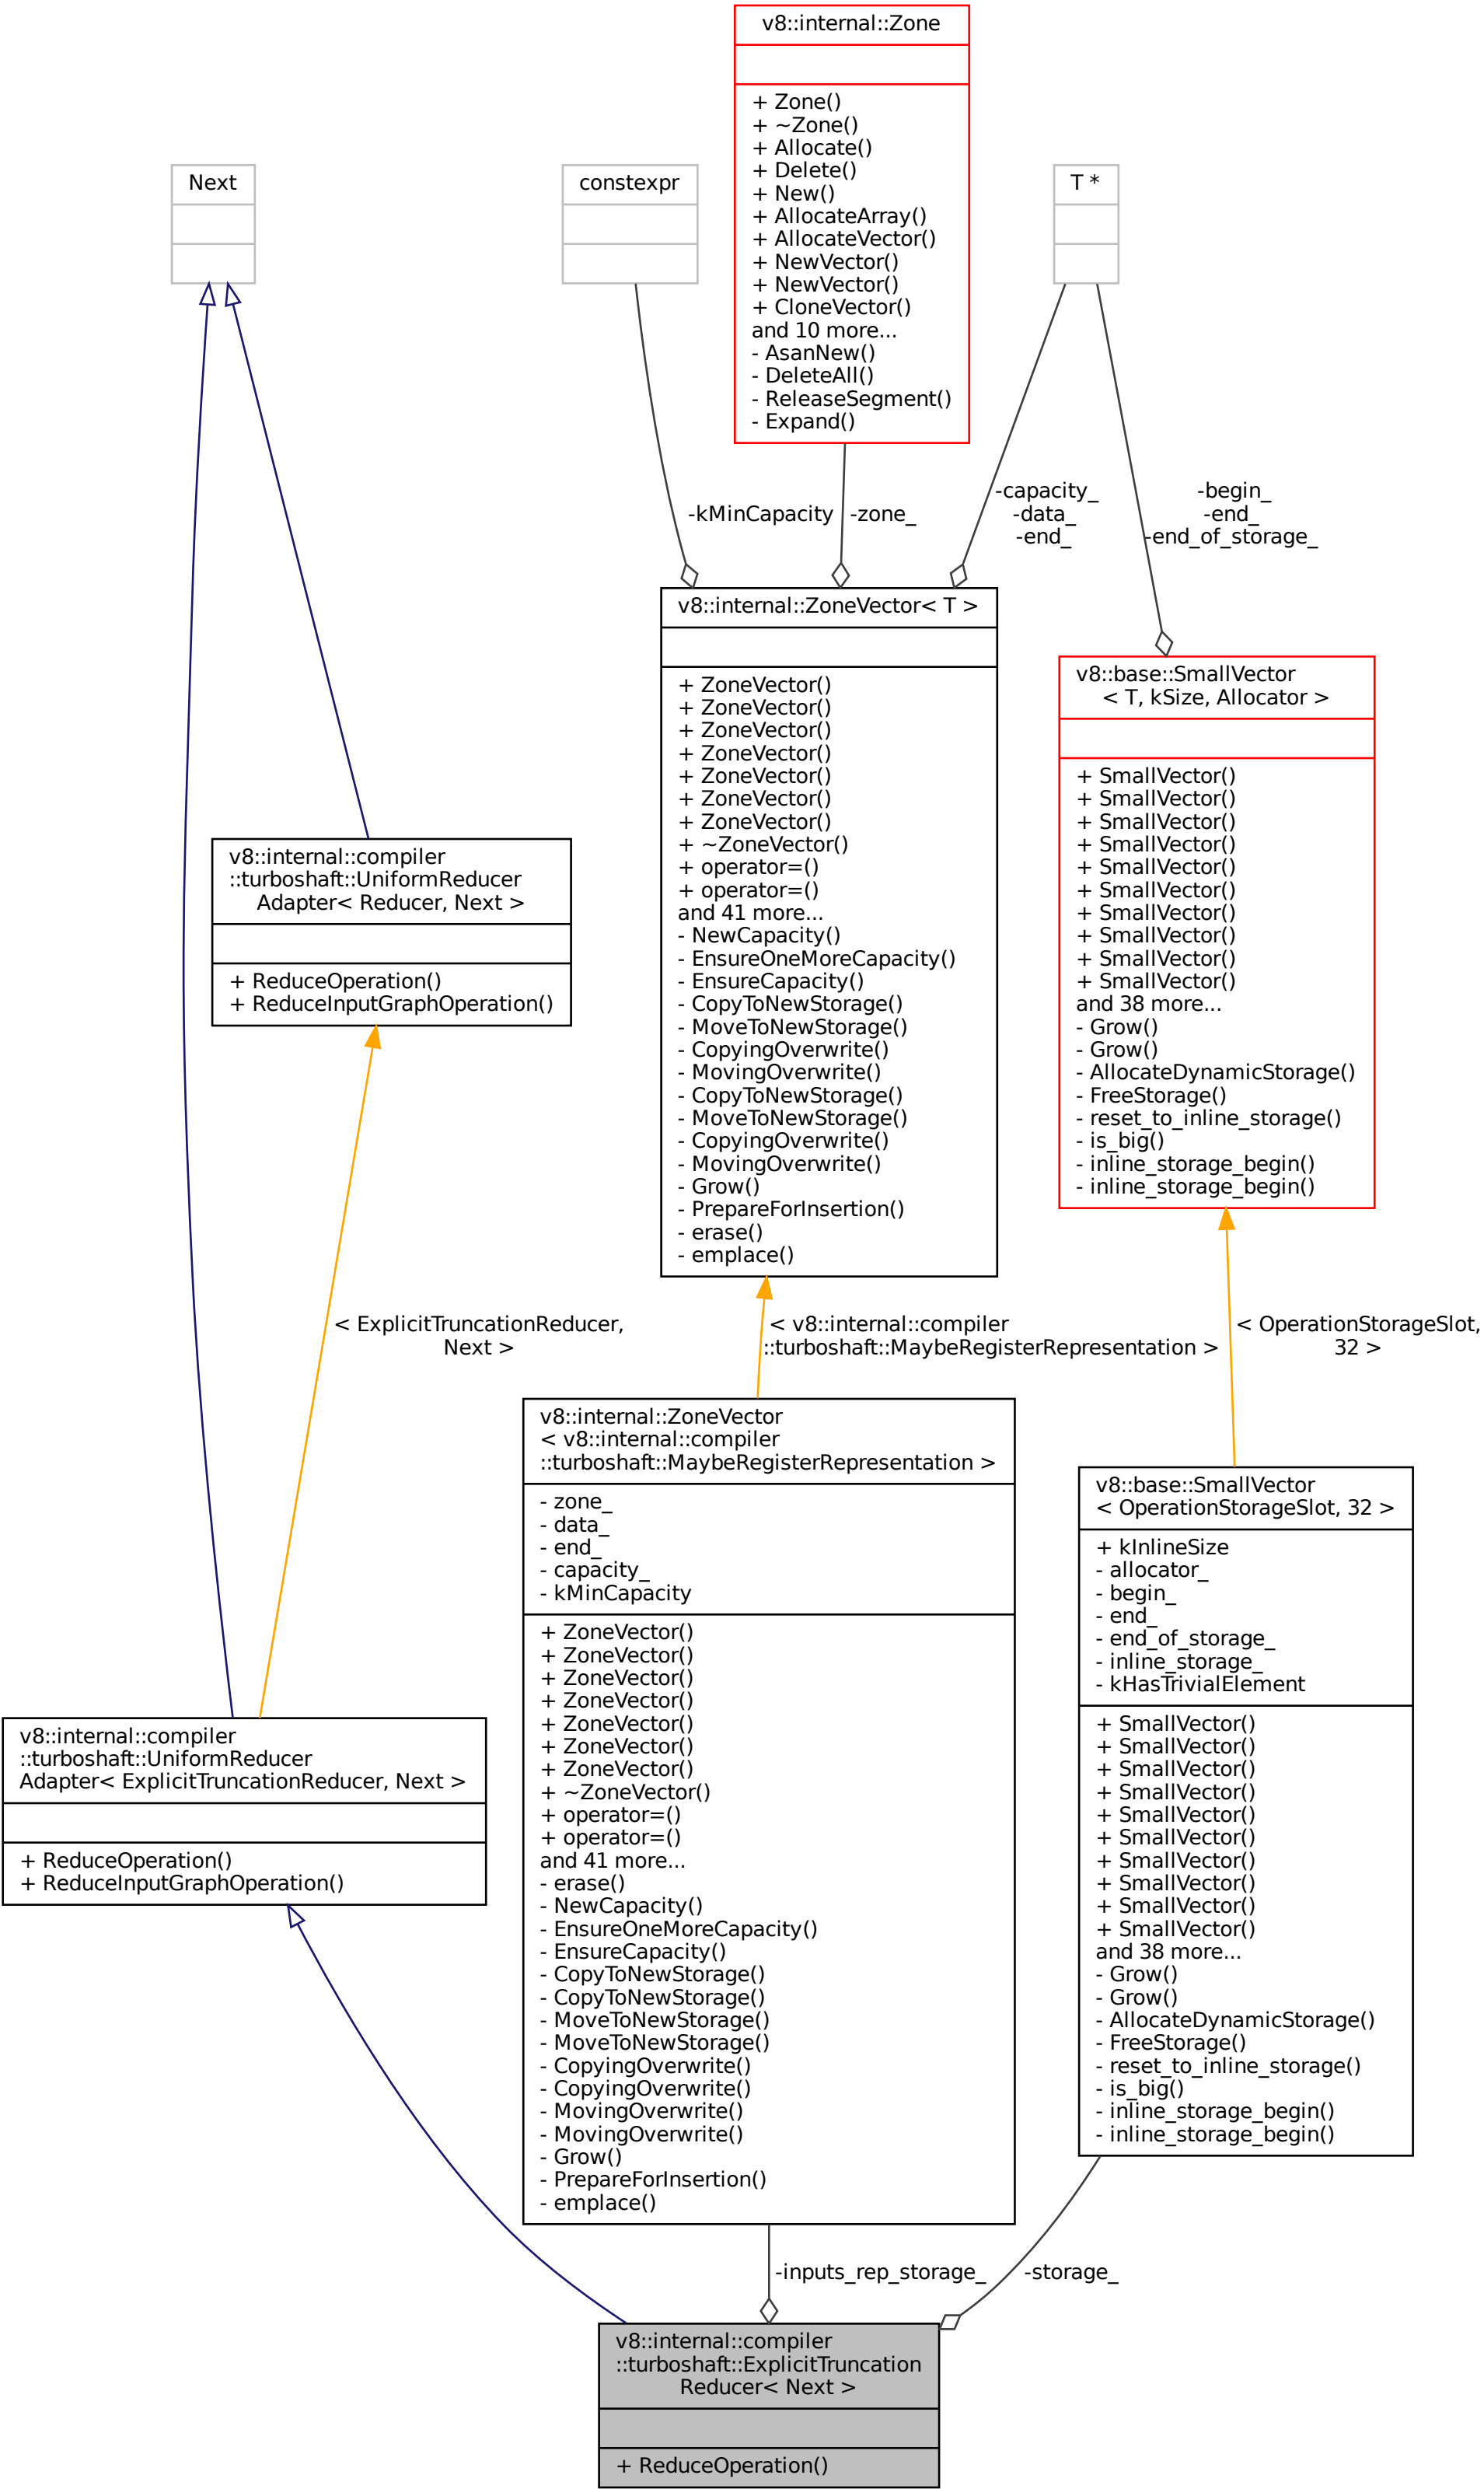 v8::internal::Zone
+ Zone()
+ ~Zone()
+ Allocate()
+ Delete()
+ New()
+ AllocateArray()
+ AllocateVector()
+ NewVector()
+ NewVector()
+ CloneVector()
and 10 more...
- AsanNew()
- DeleteAll()
- ReleaseSegment()
- Expand()
Next
constexpr
T *
-kMinCapacity
-zone_
-capacity_
-data_
-end_
-begin_
-end_
-end_of_storage_
v8::internal::ZoneVector< T >
+ ZoneVector()
+ ZoneVector()
+ ZoneVector()
+ ZoneVector()
+ ZoneVector()
+ ZoneVector()
+ ZoneVector()
+ ~ZoneVector()
+ operator=()
+ operator=()
and 41 more...
- NewCapacity()
- EnsureOneMoreCapacity()
- EnsureCapacity()
- CopyToNewStorage()
- MoveToNewStorage()
- CopyingOverwrite()
- MovingOverwrite()
- CopyToNewStorage()
- MoveToNewStorage()
- CopyingOverwrite()
- MovingOverwrite()
- Grow()
- PrepareForInsertion()
- erase()
- emplace()
v8::base::SmallVector
< T, kSize, Allocator >
+ SmallVector()
+ SmallVector()
+ SmallVector()
+ SmallVector()
+ SmallVector()
+ SmallVector()
+ SmallVector()
+ SmallVector()
+ SmallVector()
+ SmallVector()
and 38 more...
- Grow()
- Grow()
- AllocateDynamicStorage()
- FreeStorage()
- reset_to_inline_storage()
- is_big()
- inline_storage_begin()
- inline_storage_begin()
v8::internal::compiler
::turboshaft::UniformReducer
Adapter< Reducer, Next >
+ ReduceOperation()
+ ReduceInputGraphOperation()
< ExplicitTruncationReducer,
Next >
< v8::internal::compiler
::turboshaft::MaybeRegisterRepresentation >
< OperationStorageSlot,
32 >
v8::internal::ZoneVector
< v8::internal::compiler
::turboshaft::MaybeRegisterRepresentation >
- zone_
- data_
- end_
- capacity_
- kMinCapacity
+ ZoneVector()
+ ZoneVector()
+ ZoneVector()
+ ZoneVector()
+ ZoneVector()
+ ZoneVector()
+ ZoneVector()
+ ~ZoneVector()
+ operator=()
+ operator=()
and 41 more...
- erase()
- NewCapacity()
- EnsureOneMoreCapacity()
- EnsureCapacity()
- CopyToNewStorage()
- CopyToNewStorage()
- MoveToNewStorage()
- MoveToNewStorage()
- CopyingOverwrite()
- CopyingOverwrite()
- MovingOverwrite()
- MovingOverwrite()
- Grow()
- PrepareForInsertion()
- emplace()
v8::base::SmallVector
< OperationStorageSlot, 32 >
+ kInlineSize
- allocator_
- begin_
- end_
- end_of_storage_
- inline_storage_
- kHasTrivialElement
+ SmallVector()
+ SmallVector()
+ SmallVector()
+ SmallVector()
+ SmallVector()
+ SmallVector()
+ SmallVector()
+ SmallVector()
+ SmallVector()
+ SmallVector()
and 38 more...
- Grow()
- Grow()
- AllocateDynamicStorage()
- FreeStorage()
- reset_to_inline_storage()
- is_big()
- inline_storage_begin()
- inline_storage_begin()
v8::internal::compiler
::turboshaft::UniformReducer
Adapter< ExplicitTruncationReducer, Next >
+ ReduceOperation()
+ ReduceInputGraphOperation()
-inputs_rep_storage_
-storage_
v8::internal::compiler
::turboshaft::ExplicitTruncation
Reducer< Next >
+ ReduceOperation()